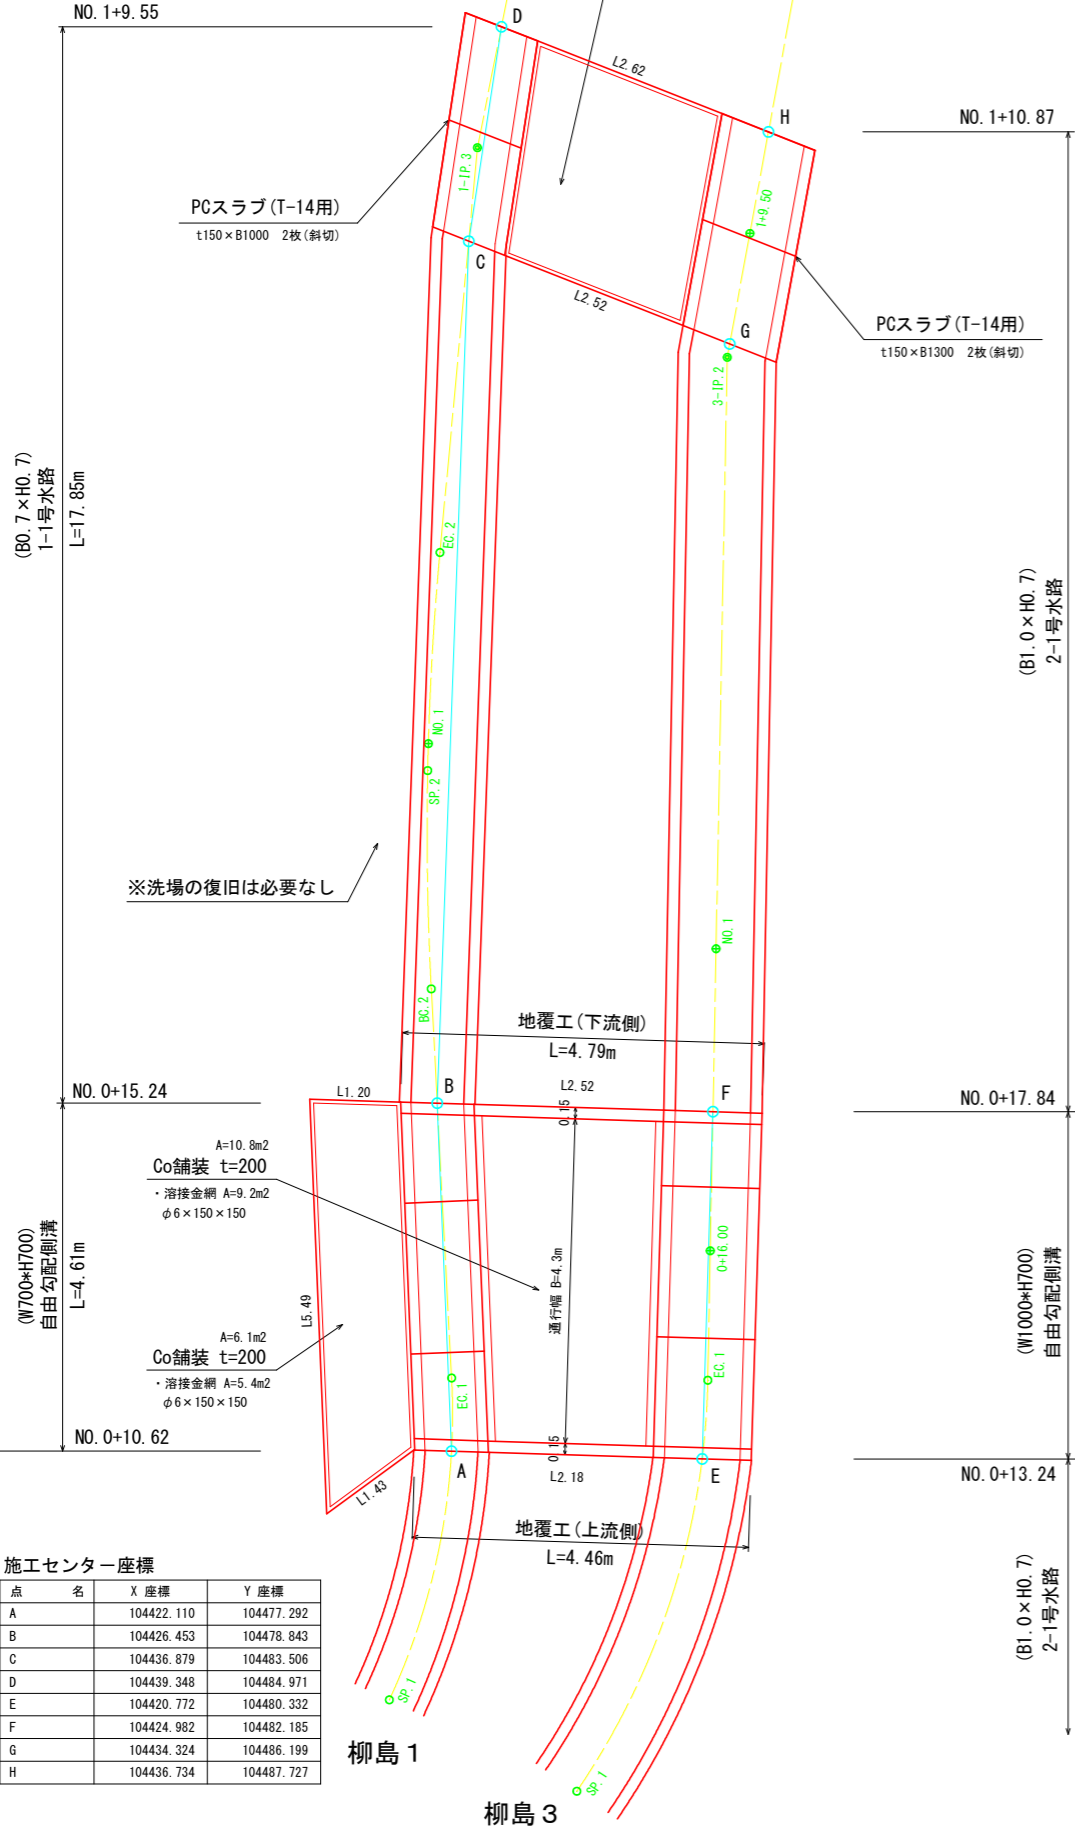 NO.1+9.55
D
L2.62
H
NO.1+10.87
1-IP.3
PCスラブ(T-14用)
t150×B1000 2枚(斜切)
1+9.50
C
L2.52
PCスラブ(T-14用)
t150×B1300 2枚(斜切)
G
3-IP.2
(B0.7×H0.7)
1-1号水路
L=17.85m
EC.2
(B1.0×H0.7)
2-1号水路
NO.1
SP.2
※洗場の復旧は必要なし
NO.1
BC.2
地覆工(下流側)
L=4.79m
NO.0+15.24
L1.20
B
L2.52
F
NO.0+17.84
0.15
A=10.8m2
Co舗装 t=200
・溶接金網 A=9.2m2
φ6×150×150
(W700*H700)
自由勾配側溝
L=4.61m
通行幅 B=4.3m
0+16.00
(W1000*H700)
自由勾配側溝
L5.49
A=6.1m2
Co舗装 t=200
・溶接金網 A=5.4m2
φ6×150×150
EC.1
EC.1
NO.0+10.62
0.15
A
L2.18
E
NO.0+13.24
L1.43
地覆工(上流側)
L=4.46m
(B1.0×H0.7)
2-1号水路
施工センター座標
点 名 X 座標 Y 座標
A 104422.110 104477.292
B 104426.453 104478.843
C 104436.879 104483.506
D 104439.348 104484.971
E 104420.772 104480.332
F 104424.982 104482.185
G 104434.324 104486.199
H 104436.734 104487.727
SP.1
柳島1
SP.1
柳島3